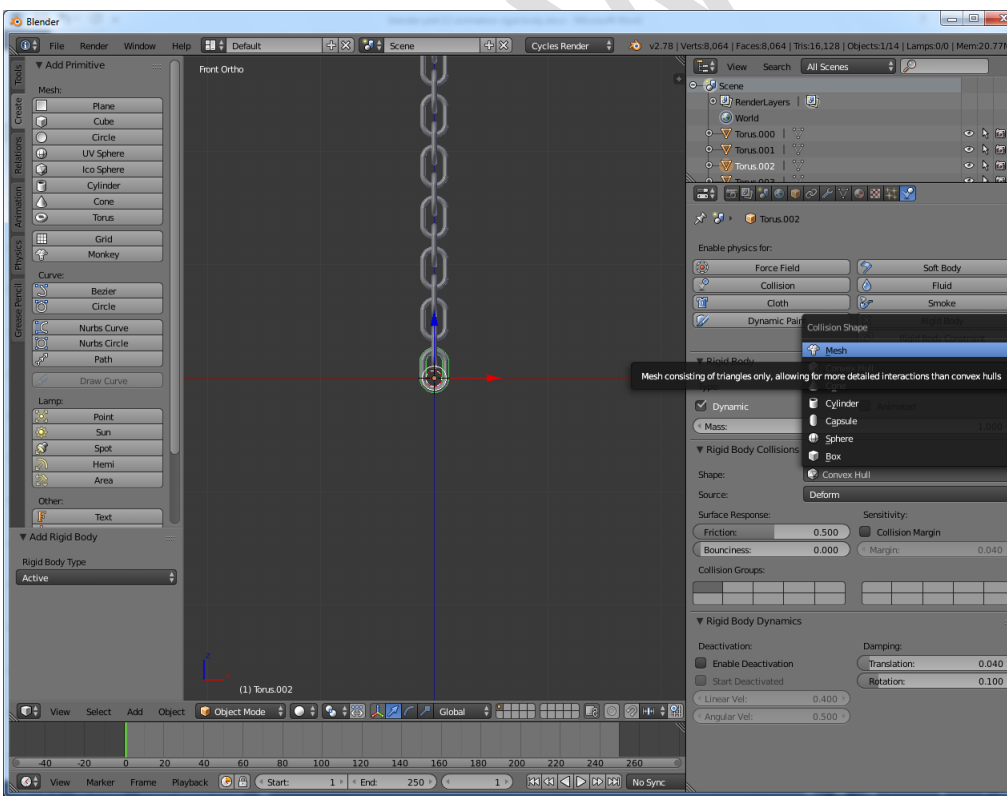 Blender
File Render Window Help Default Scene Cycles Render v2.78 | Verts:8,064 | Faces:8,064 | Tris:16,128 | Objects:1/14 | Lamps:0/0 | Mem:20.77M
Tools
Create
Relations
Animation
Physics
Grease Pencil
Add Primitive
Mesh:
Plane
Cube
Circle
UV Sphere
Ico Sphere
Cylinder
Cone
Torus
Grid
Monkey
Curve:
Bezier
Circle
Nurbs Curve
Nurbs Circle
Path
Draw Curve
Lamp:
Point
Sun
Spot
Hemi
Area
Other:
Text
Add Rigid Body
Rigid Body Type
Active
Front Ortho
z
(1) Torus.002
View Search All Scenes
Scene
RenderLayers |
World
Torus.000 |
Torus.001 |
Torus.002 |
Torus.002
Enable physics for:
Force Field Soft Body
Collision Fluid
Cloth Smoke
Dynamic Pain Rigid Body
Collision Shape
Mesh
Rigid Body
Mesh consisting of triangles only, allowing for more detailed interactions than convex hulls
Cone
Dynamic Cylinder Animated
Mass: Capsule 1.000
Sphere
Rigid Body Collisions Box
Shape: Convex Hull
Source: Deform
Surface Response: Sensitivity:
Friction: 0.500 Collision Margin
Bounciness: 0.000 Margin: 0.040
Collision Groups:
Rigid Body Dynamics
Deactivation: Damping:
Enable Deactivation Translation: 0.040
Start Deactivated Rotation: 0.100
Linear Vel: 0.400
Angular Vel: 0.500
View Select Add Object Object Mode Global
-40 -20 0 20 40 60 80 100 120 140 160 180 200 220 240 260
View Marker Frame Playback Start: 1 End: 250 1 No Sync